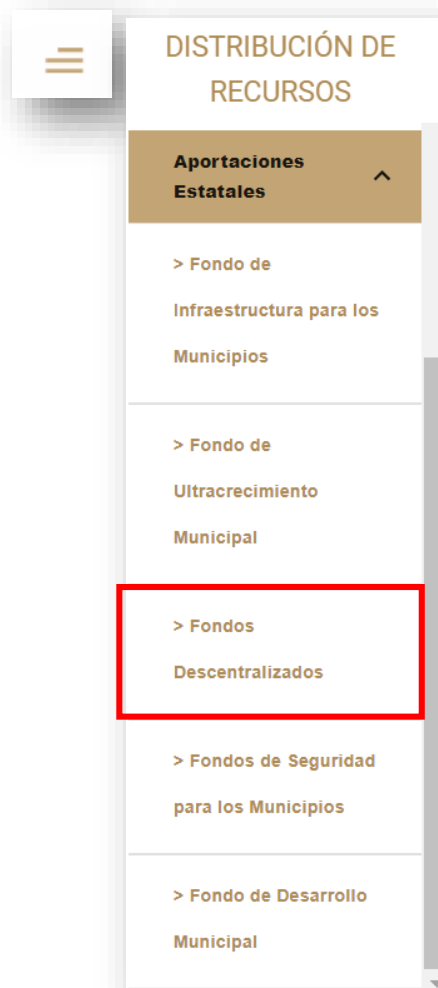 DISTRIBUCIÓN DE
RECURSOS
Aportaciones
Estatales
> Fondo de
Infraestructura para los
Municipios
> Fondo de
Ultracrecimiento
Municipal
> Fondos
Descentralizados
> Fondos de Seguridad
para los Municipios
> Fondo de Desarrollo
Municipal